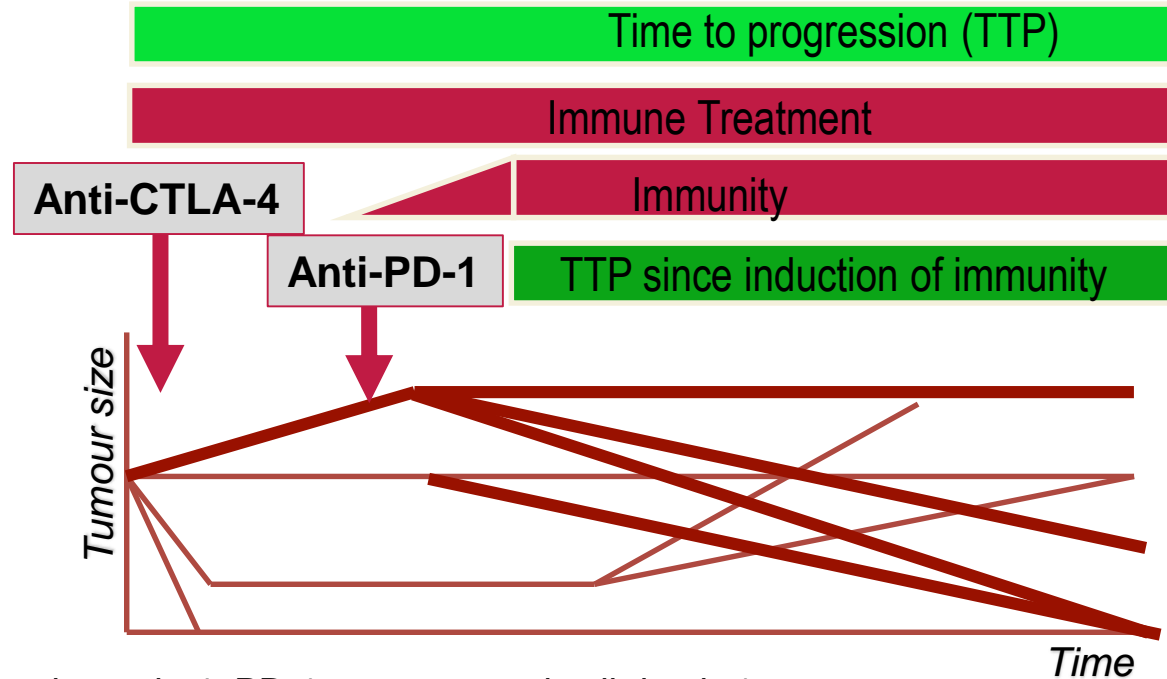 Time to progression (TTP)
Immune Treatment
Anti-CTLA-4
Immunity
Anti-PD-1
TTP since induction of immunity
Tumour size
Time